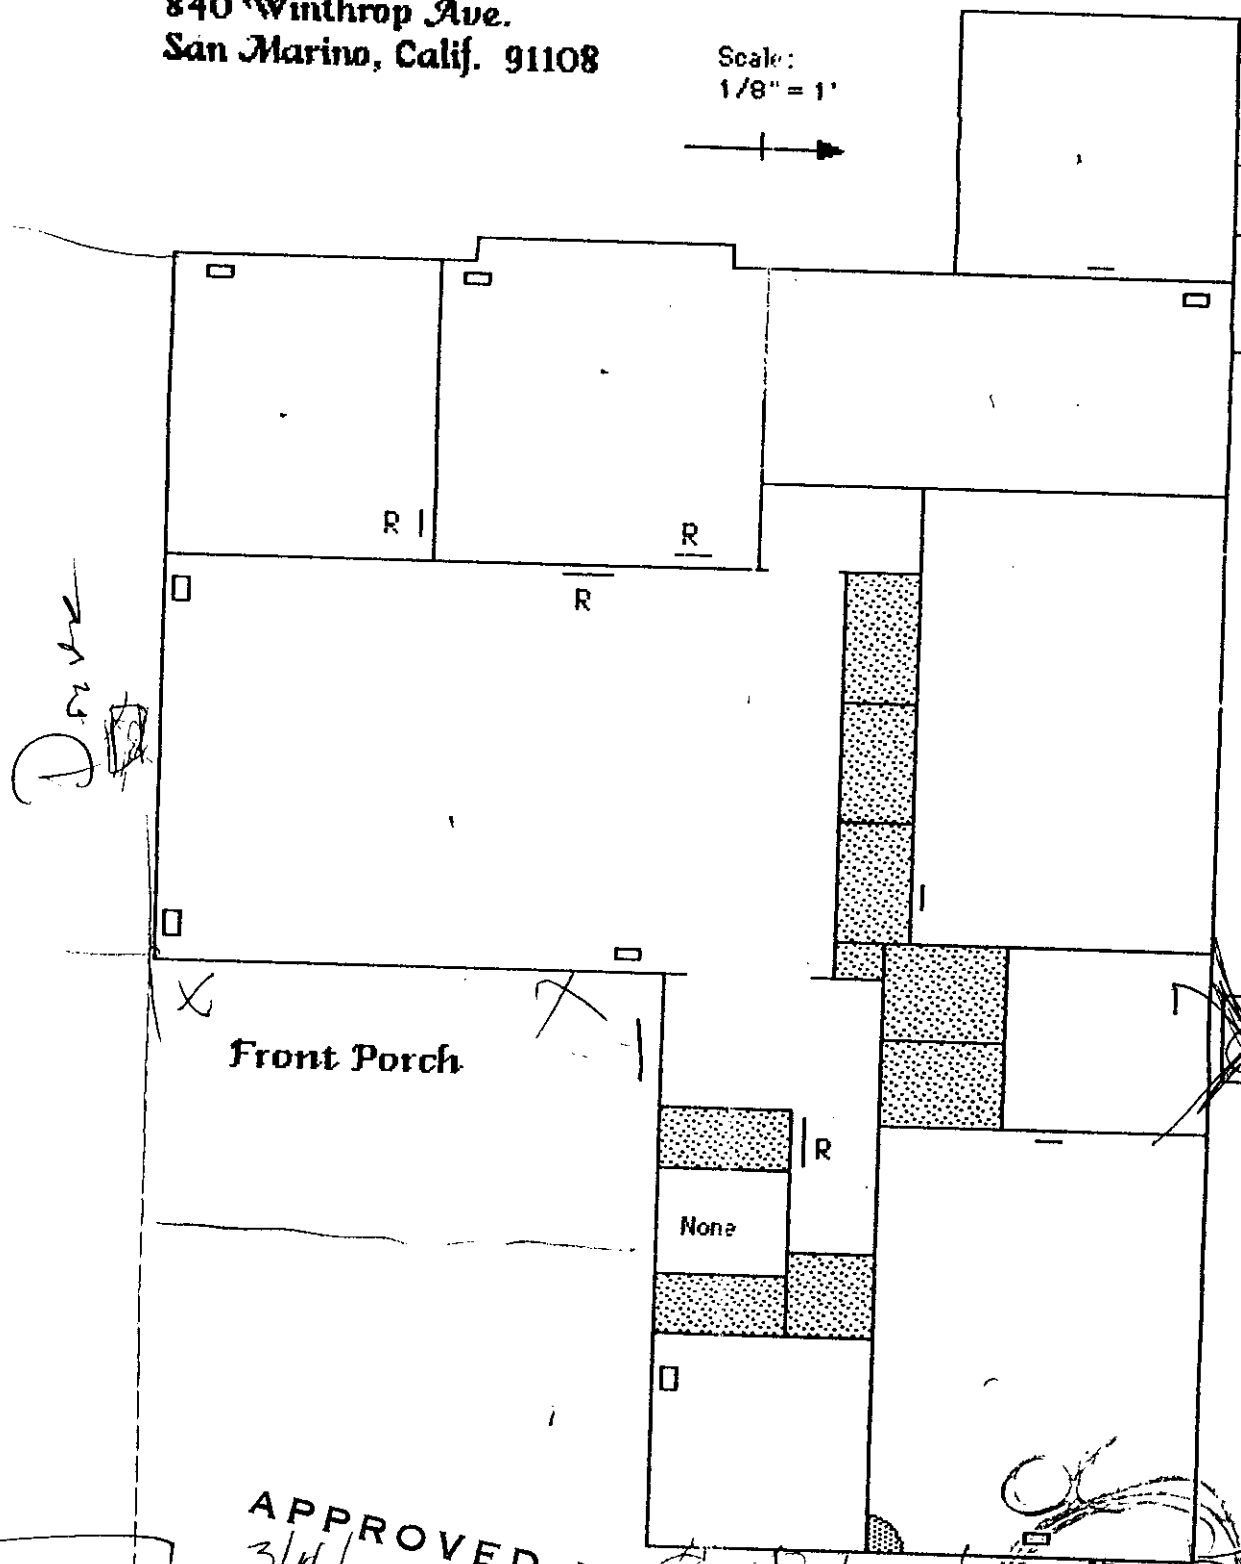 840 Winthrop Ave.
San Marino, Calif. 91108
Scale:
1/8" = 1'
R
R
R
Front Porch
R
None
APPROVED